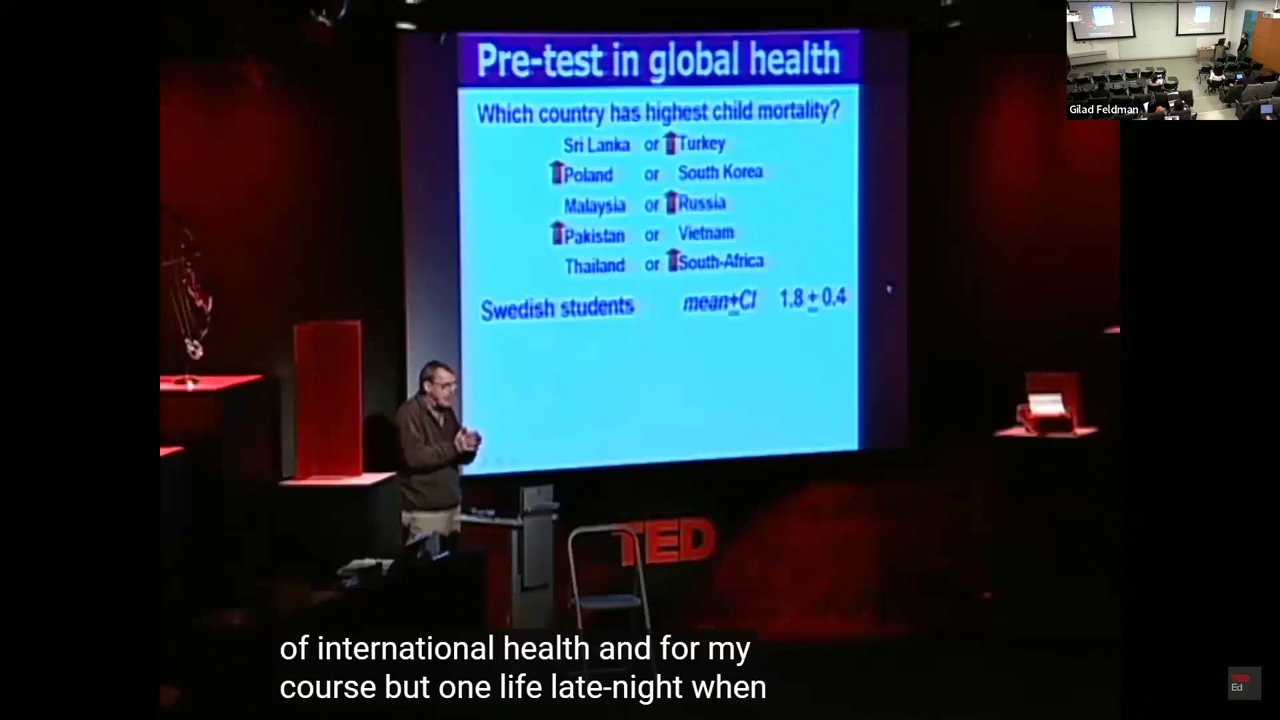 Pre-test in global health
Which country has highest child mortality?
Sri Lanka or Turkey
Poland or South Korea
Malaysia or Russia
Pakistan or Vietnam
Thailand or South-Africa
Swedish students mean±CI 1.8 ± 0.4
Gilad Feldman
TED
of international health and for my
course but one life late-night when
TED
Ed